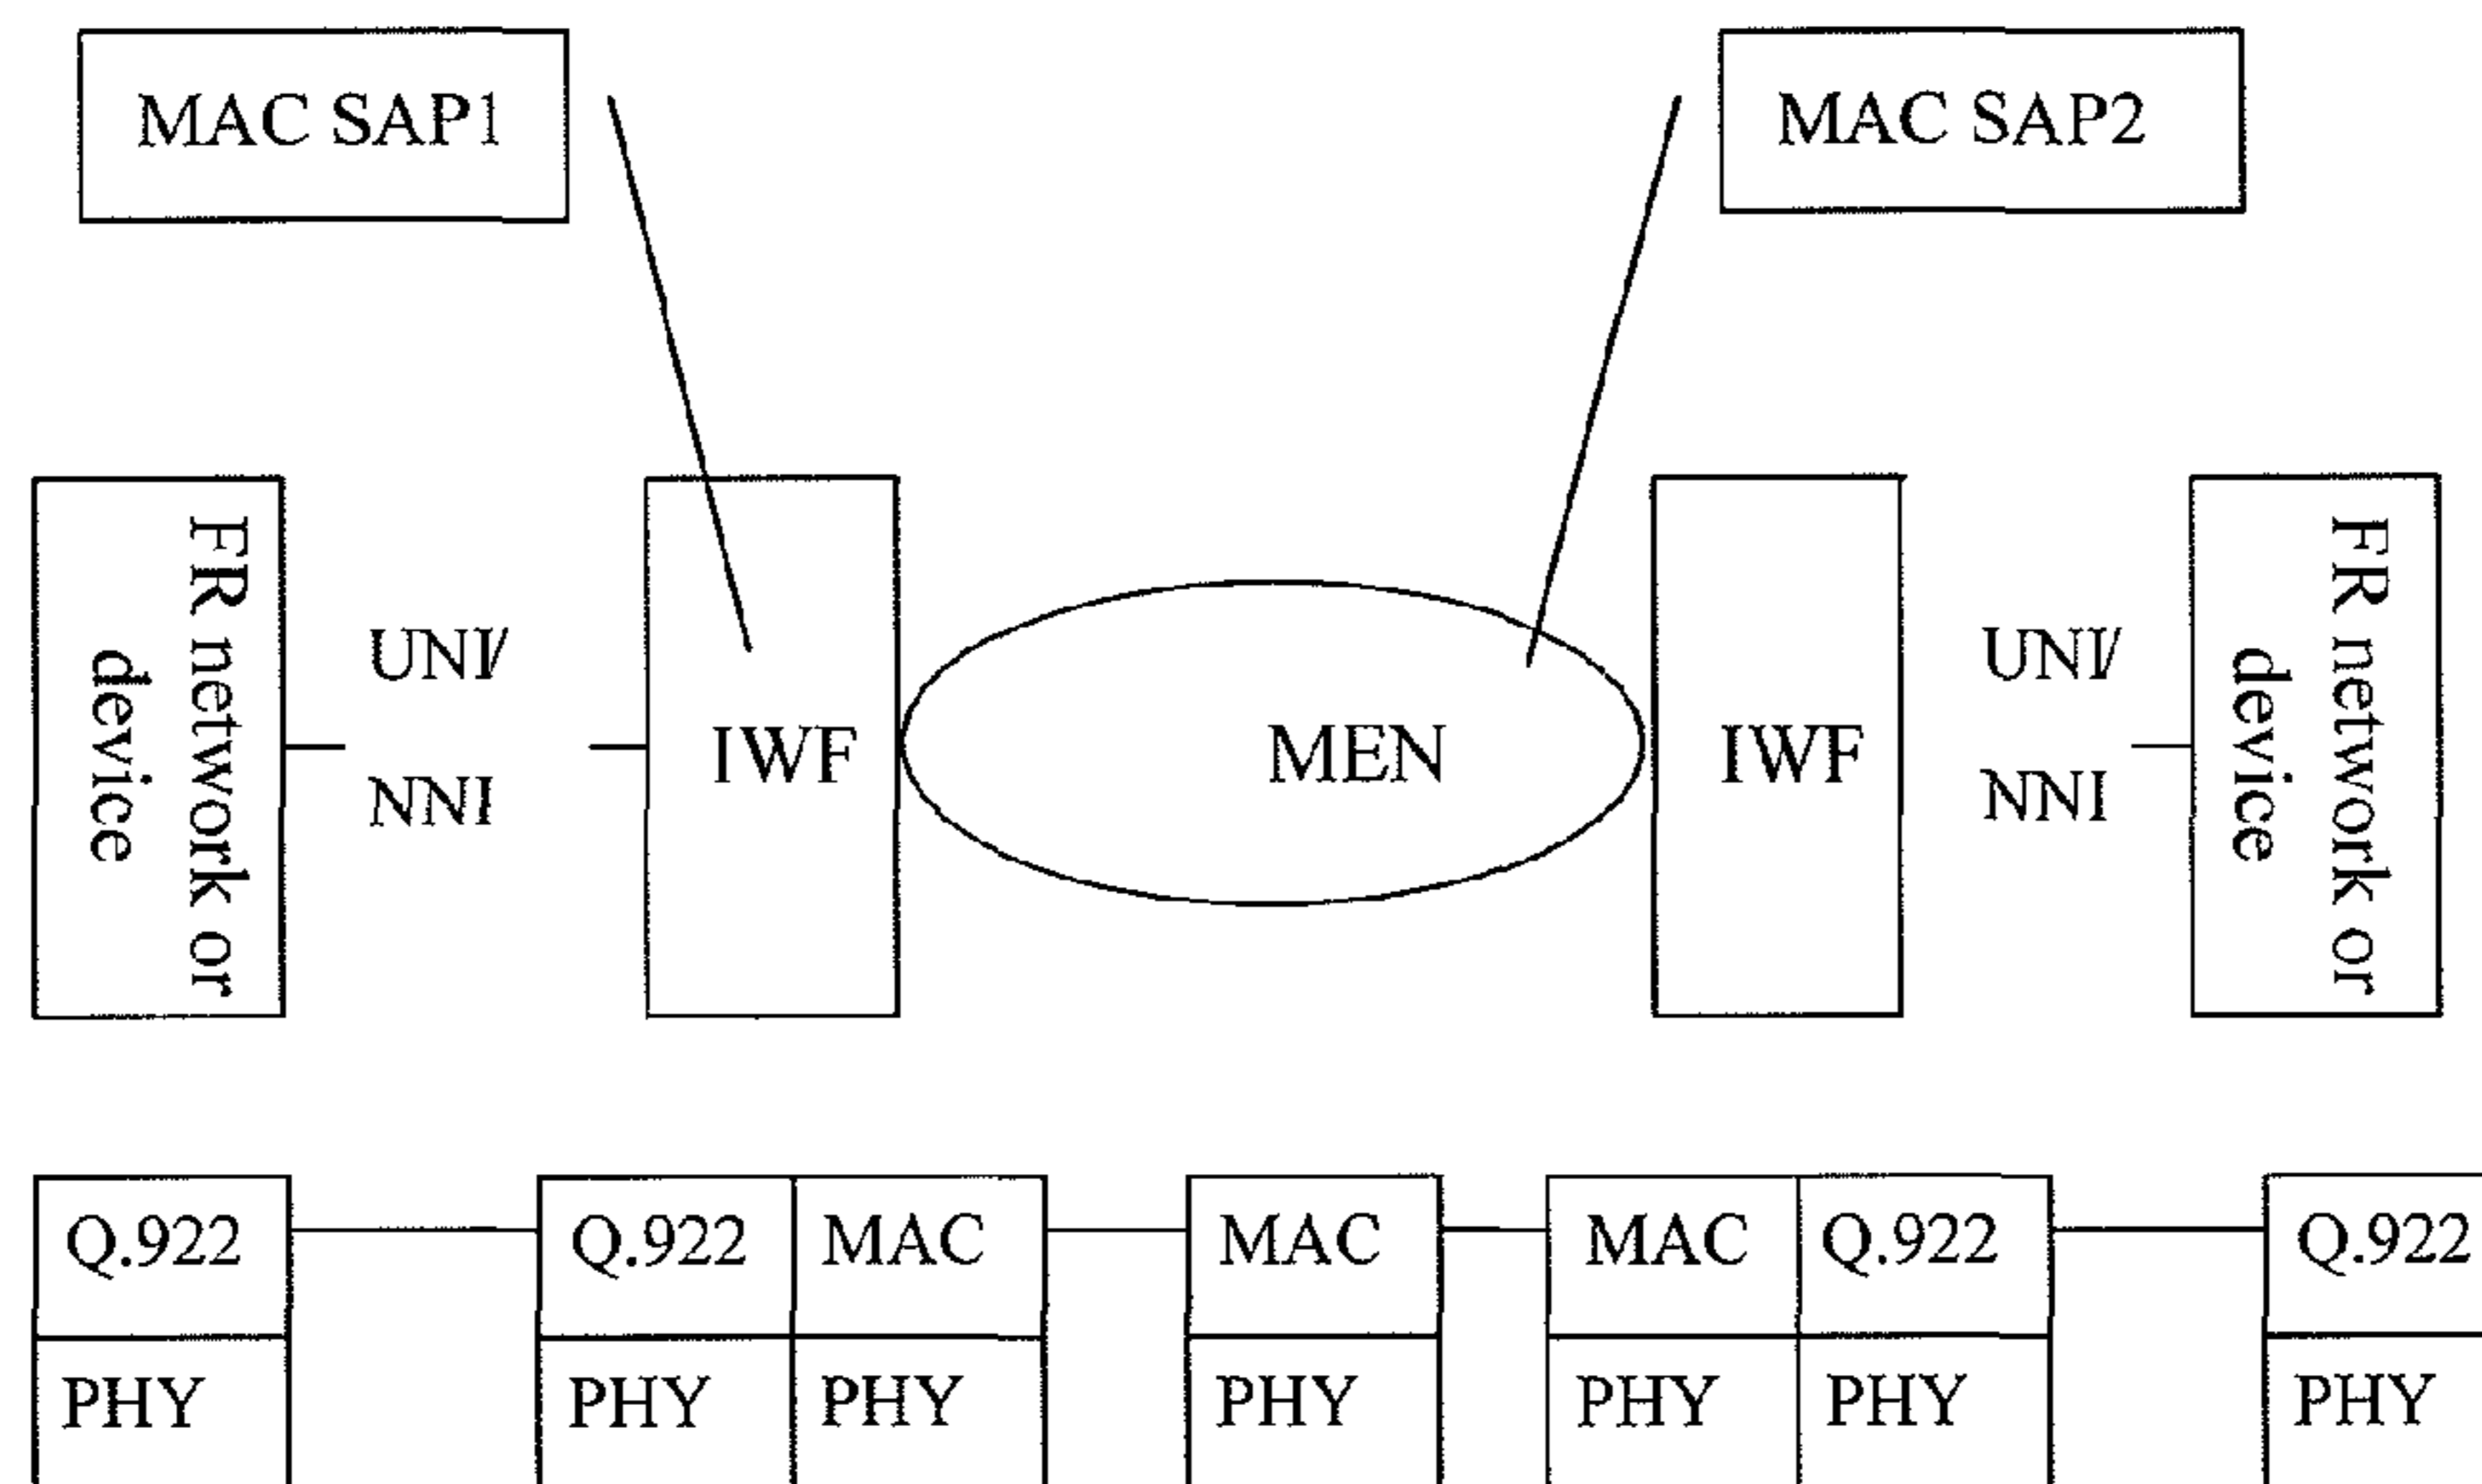 MAC SAP1
MAC SAP2
FR network or
device
UNI/
NNI
IWF
MEN
IWF
UNI/
NNI
FR network or
device
Q.922
Q.922
MAC
MAC
MAC
Q.922
Q.922
PHY
PHY
PHY
PHY
PHY
PHY
PHY